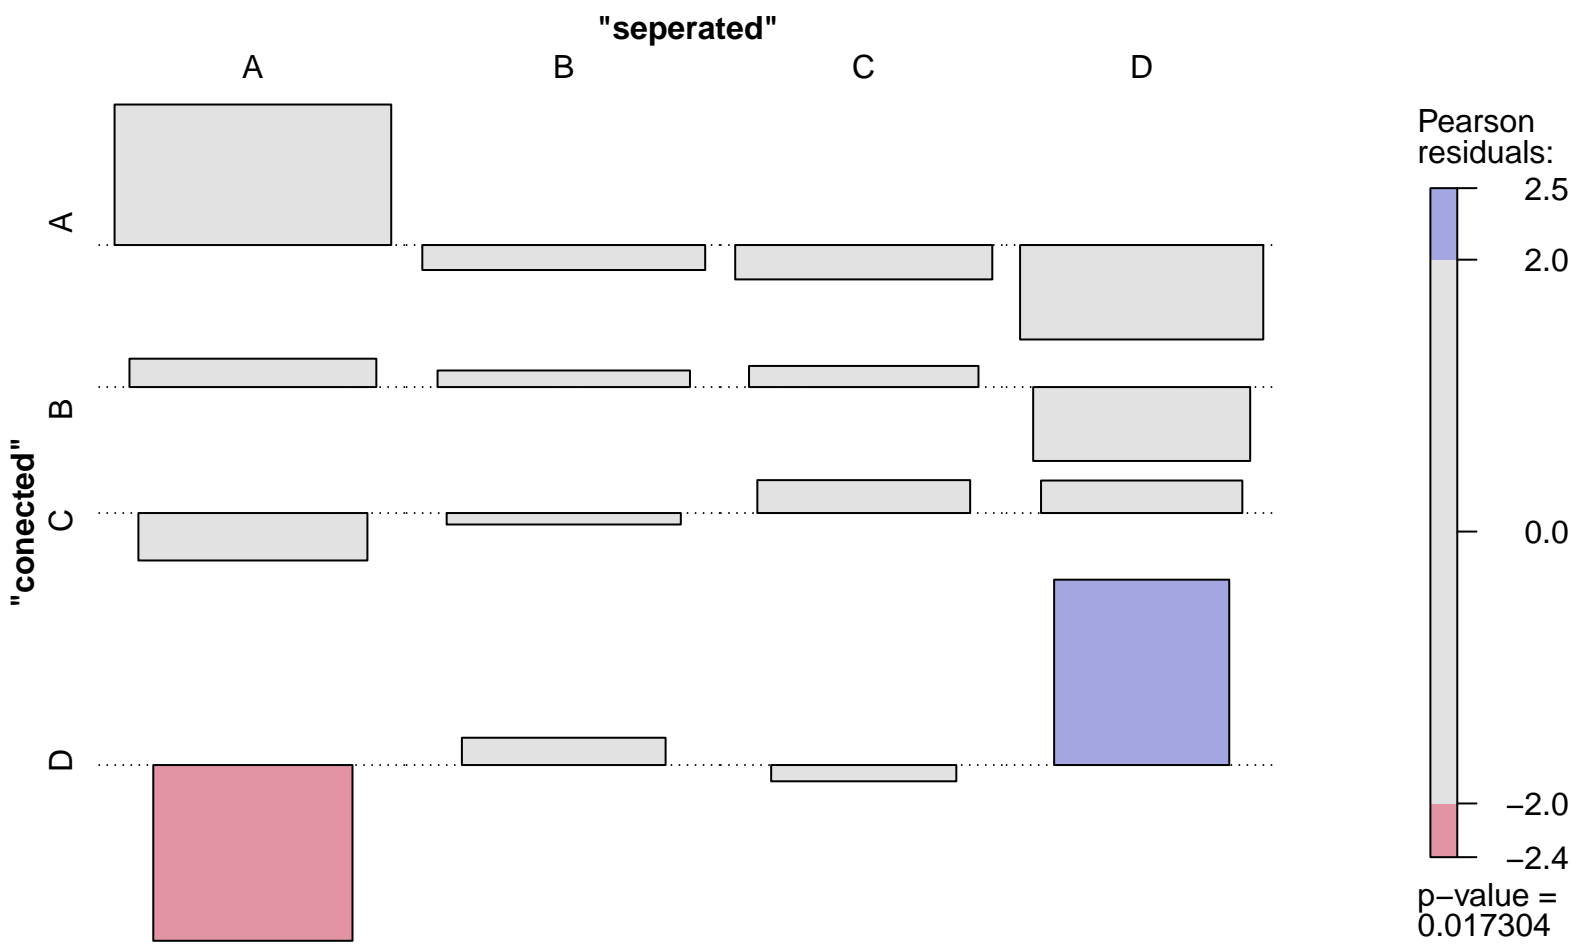 "seperated"
A B C D
Pearson
residuals:
2.5
2.0
0.0
−2.0
−2.4
p−value =
0.017304
"conected"
A
B
C
D